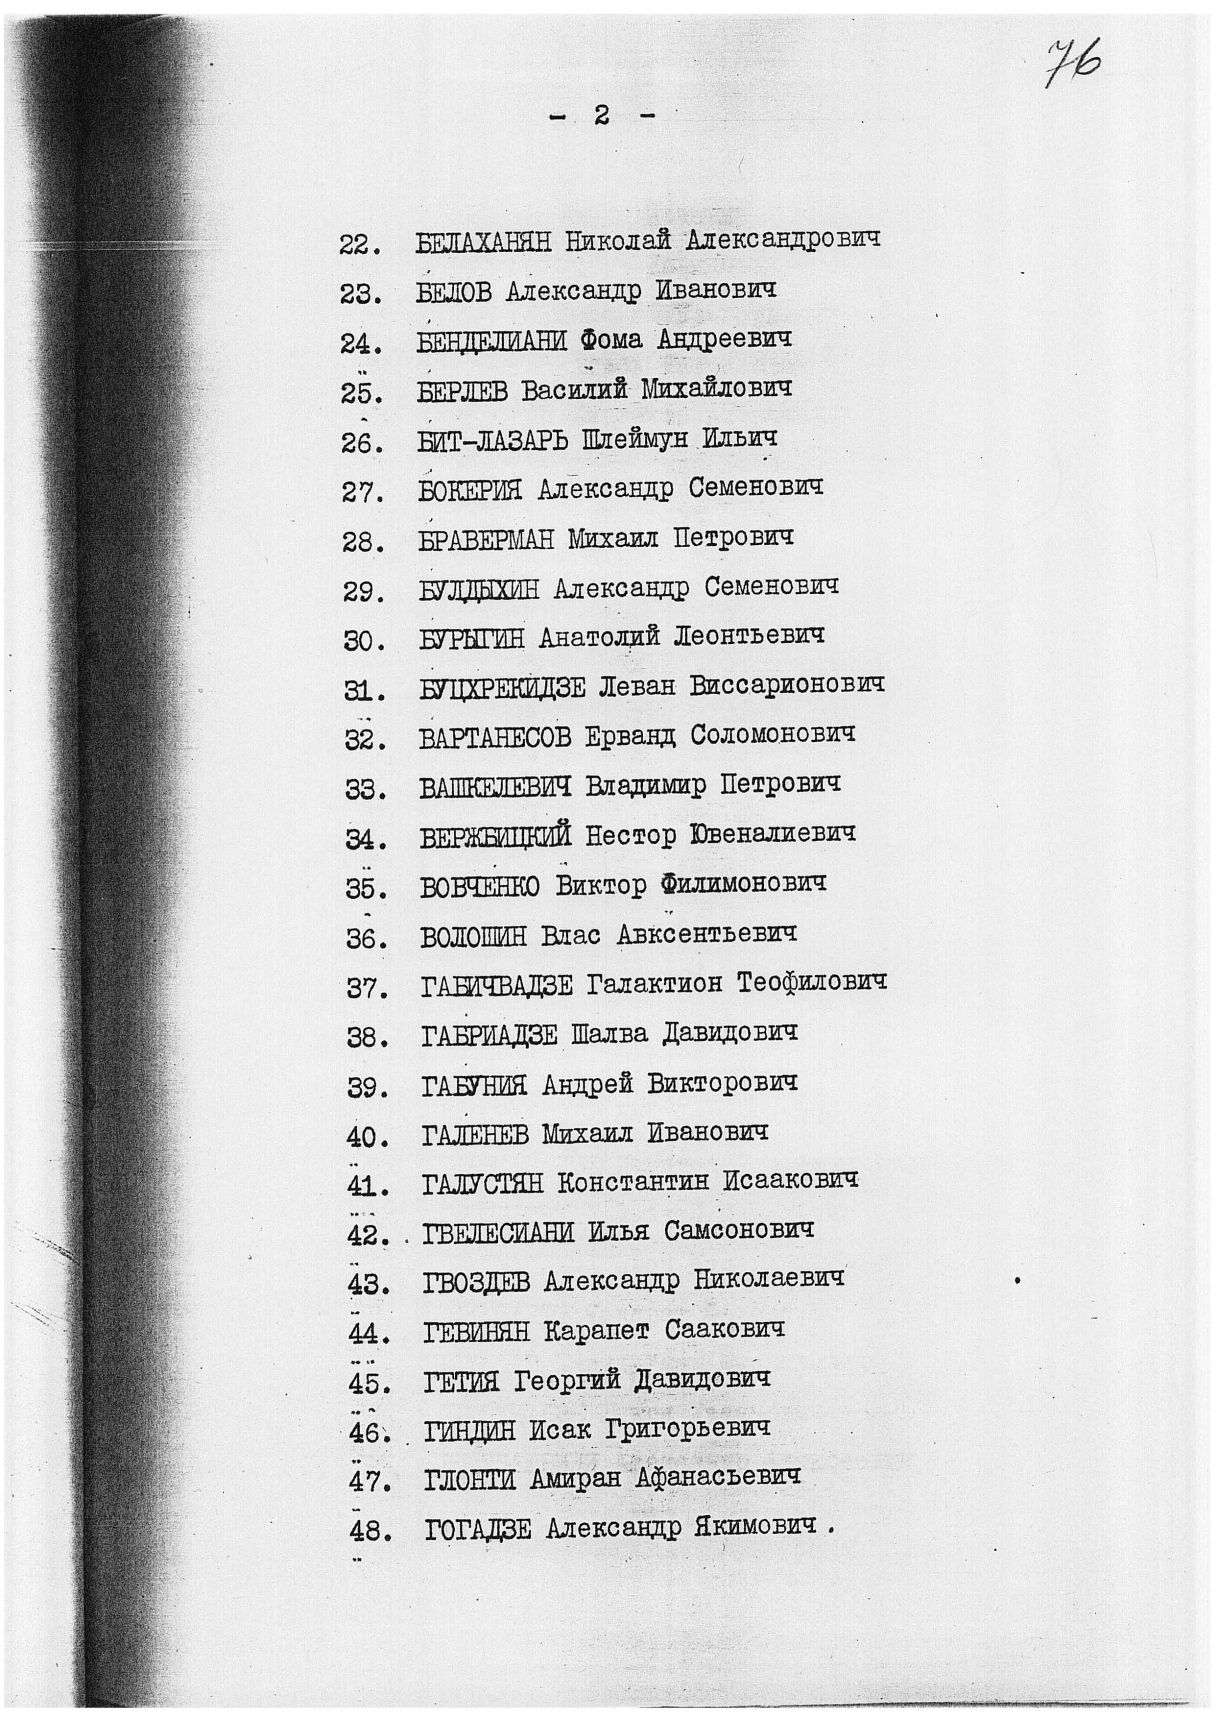 76
- 2 -
22. БЕЛАХАНЯН Николай Александрович
23. БЕЛОВ Александр Иванович
24. БЕНДЕЛИАНИ Фома Андреевич
25. БЕРЛЕВ Василий Михайлович
26. БИТ-ЛАЗАРЬ Шлеймун Ильич
27. БОКЕРИЯ Александр Семенович
28. БРАВЕРМАН Михаил Петрович
29. БУЛДЫХИН Александр Семенович
30. БУРЫГИН Анатолий Леонтьевич
31. БУЦХРЕКИДЗЕ Леван Виссарионович
32. ВАРТАНЕСОВ Ерванд Соломонович
33. ВАШКЕЛЕВИЧ Владимир Петрович
34. ВЕРЖБИЦКИЙ Нестор Ювеналиевич
35. ВОВЧЕНКО Виктор Филимонович
36. ВОЛОШИН Влас Авксентьевич
37. ГАБИЧВАДЗЕ Галактион Теофилович
38. ГАБРИАДЗЕ Шалва Давидович
39. ГАБУНИЯ Андрей Викторович
40. ГАЛЕНЕВ Михаил Иванович
41. ГАЛУСТЯН Константин Исаакович
42. ГВЕЛЕСИАНИ Илья Самсонович
43. ГВОЗДЕВ Александр Николаевич
44. ГЕВИНЯН Карапет Саакович
45. ГЕТИЯ Георгий Давидович
46. ГИНДИН Исак Григорьевич
47. ГЛОНТИ Амиран Афанасьевич
48. ГОГАДЗЕ Александр Якимович.